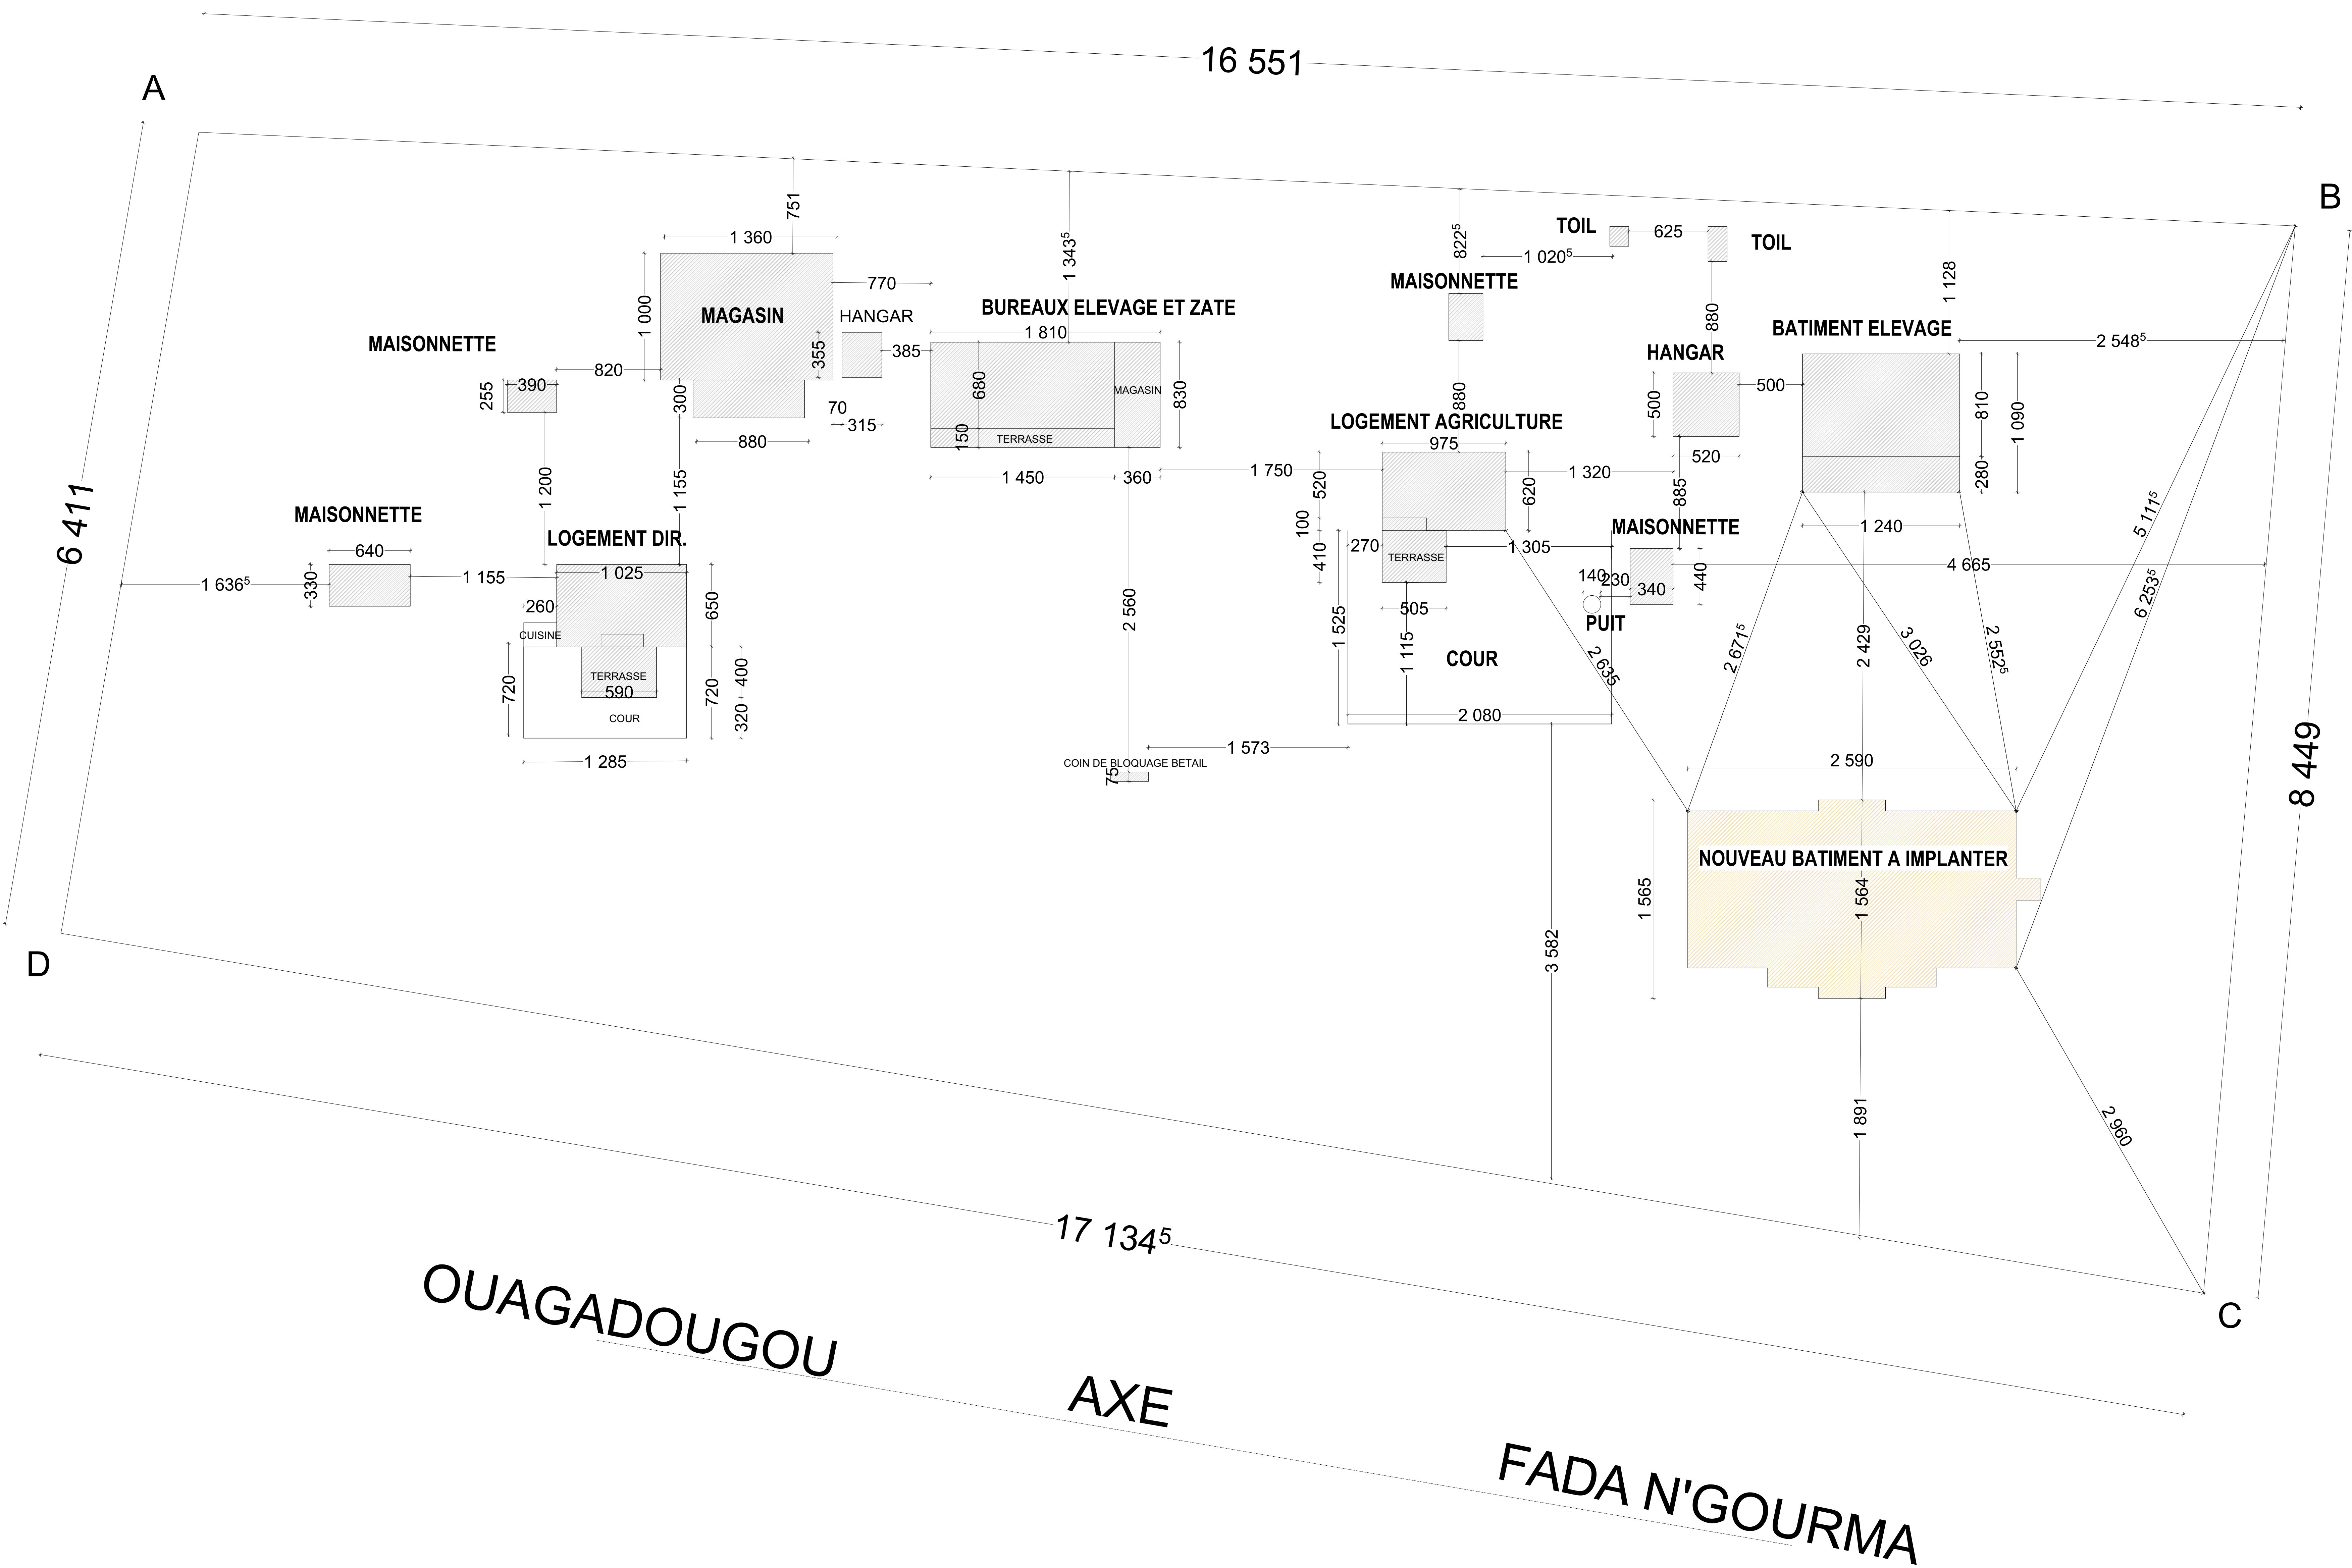 16 551
A
B
751
1 360
1 343⁵
822⁵
TOIL
625
TOIL
1 020⁵
1 128
MAISONNETTE
770
1 000
MAGASIN
HANGAR
BUREAUX ELEVAGE ET ZATE
1 810
880
BATIMENT ELEVAGE
2 548⁵
MAISONNETTE
355
385
HANGAR
820
390
255
300
680
MAGASIN
830
880
500
500
810
1 090
70
315
880
150
TERRASSE
LOGEMENT AGRICULTURE
975
520
280
1 450
360
1 750
520
620
1 320
885
1 200
1 155
6 411
MAISONNETTE
LOGEMENT DIR.
100
MAISONNETTE
1 240
5 111⁵
640
330
1 636⁵
1 155
1 025
270
410
TERRASSE
1 305
140
230
340
440
4 665
6 253⁵
260
650
CUISINE
2 560
505
PUIT
1 525
1 115
COUR
2 635
2 671⁵
2 429
3 026
2 552⁵
720
TERRASSE
590
720
400
320
COUR
2 080
1 285
1 573
COIN DE BLOQUAGE BETAIL
75
2 590
8 449
NOUVEAU BATIMENT A IMPLANTER
1 565
1 564
3 582
D
1 891
2 960
17 134⁵
C
OUAGADOUGOU
AXE
FADA N'GOURMA